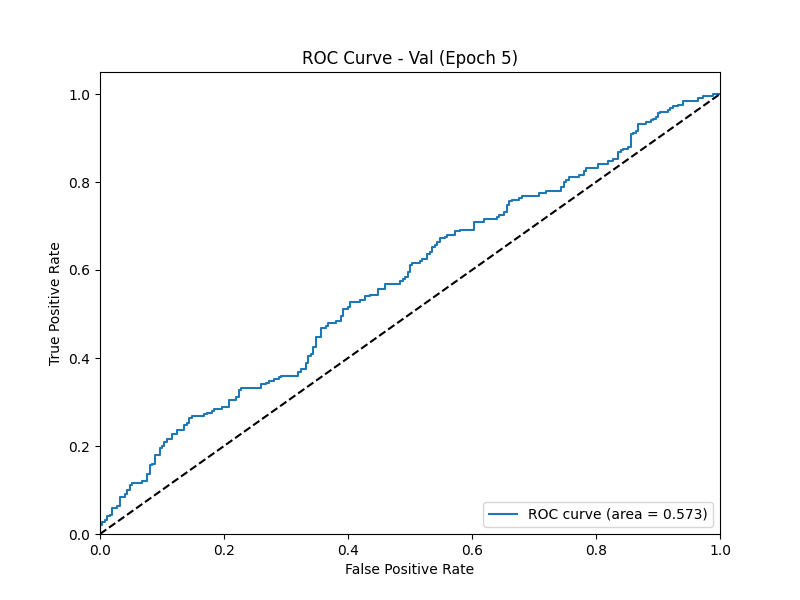 ROC Curve - Val (Epoch 5)
True Positive Rate
1.0
0.8
0.6
0.4
0.2
0.0
0.0 0.2 0.4 0.6 0.8 1.0
False Positive Rate
ROC curve (area = 0.573)